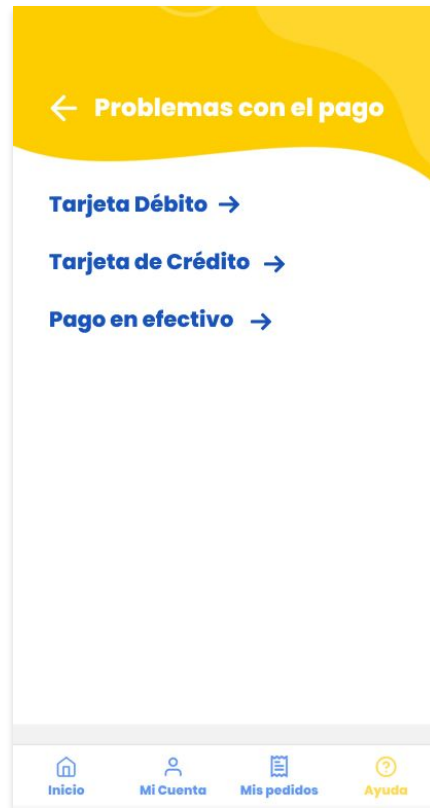 Problemas con el pago
Tarjeta Débito
Tarjeta de Crédito
Pago en efectivo
Inicio Mi Cuenta Mis pedidos Ayuda